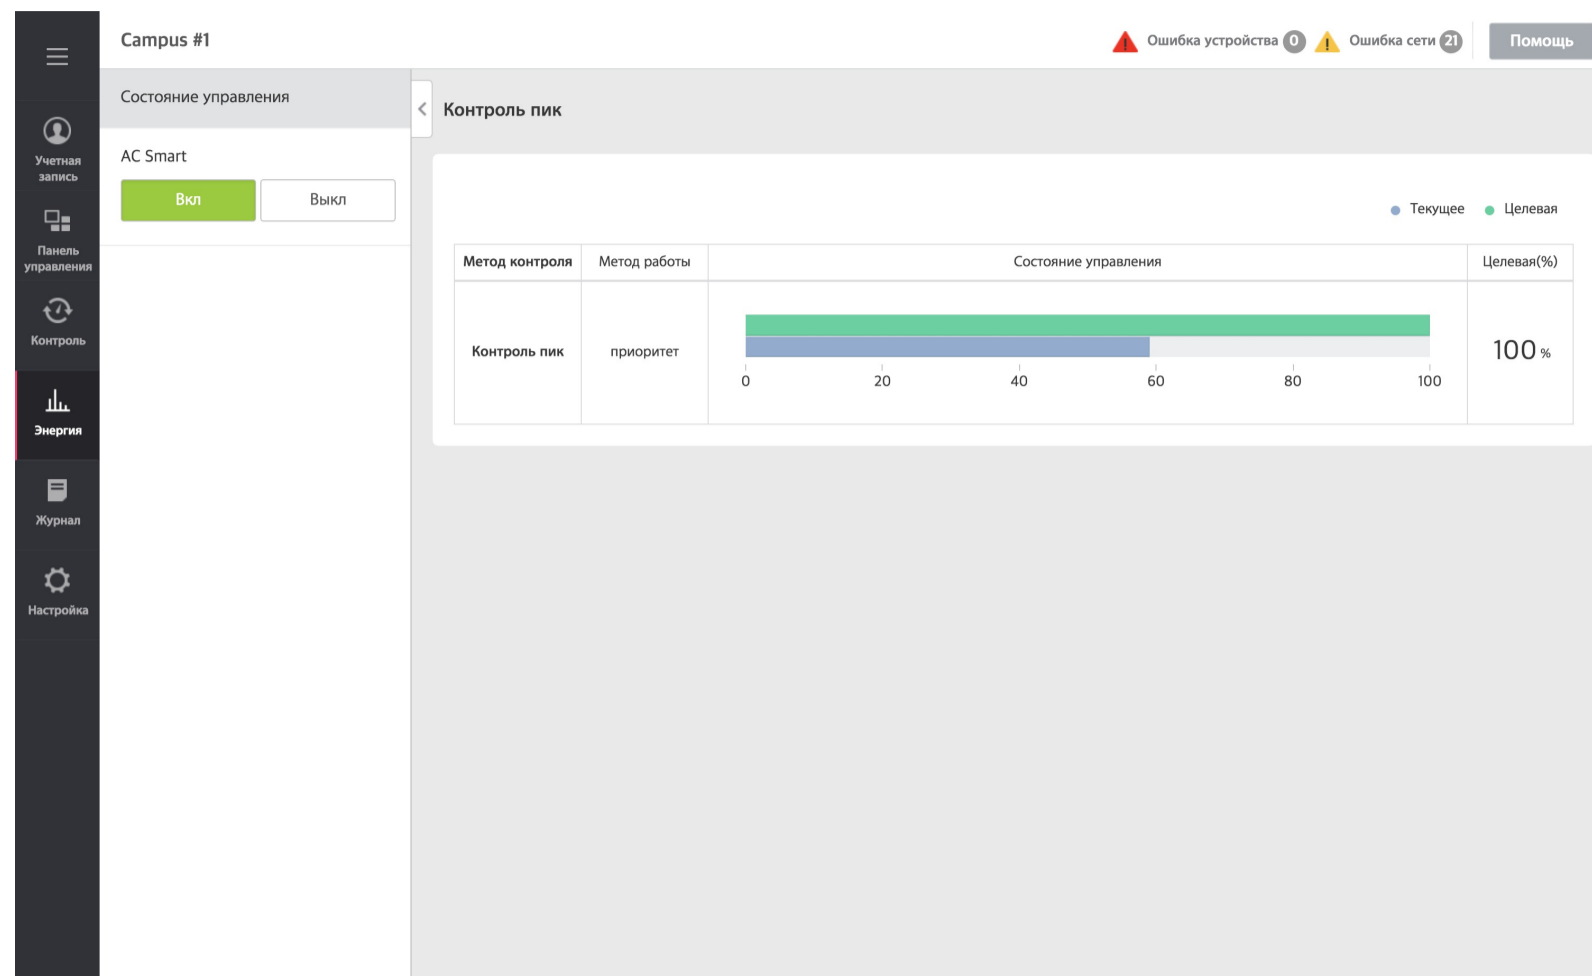 Campus #1
Ошибка устройства 0
Ошибка сети 21
Помощь
Учетная
запись
Панель
управления
Контроль
Энергия
Журнал
Настройка
Состояние управления
AC Smart
Вкл
Выкл
Контроль пик
Текущее
Целевая
Метод контроля
Метод работы
Состояние управления
Целевая(%)
Контроль пик
приоритет
0 20 40 60 80 100
100 %